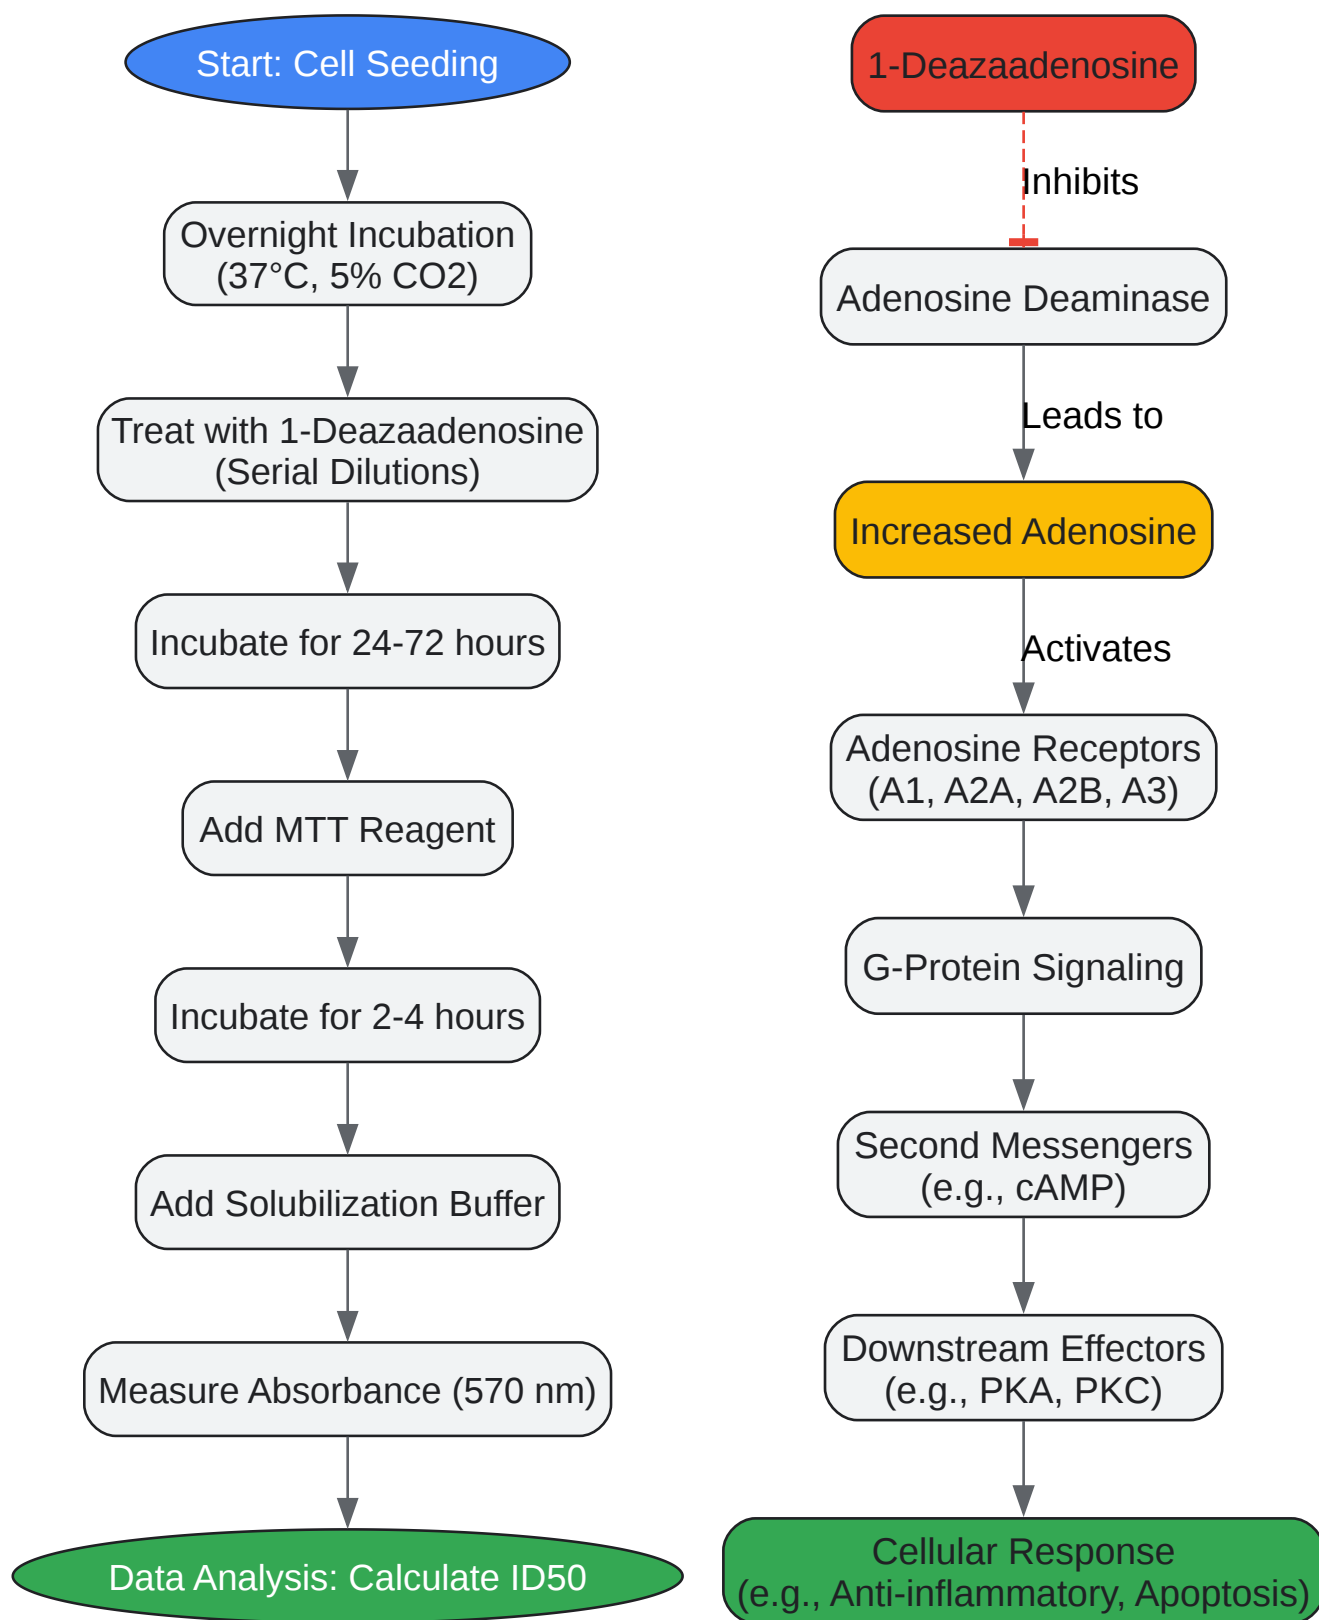 Start: Cell Seeding
Overnight Incubation
(37°C, 5% CO2)
Treat with 1-Deazaadenosine
(Serial Dilutions)
Incubate for 24-72 hours
Add MTT Reagent
Incubate for 2-4 hours
Add Solubilization Buffer
Measure Absorbance (570 nm)
Data Analysis: Calculate ID50
1-Deazaadenosine
Inhibits
Adenosine Deaminase
Leads to
Increased Adenosine
Activates
Adenosine Receptors
(A1, A2A, A2B, A3)
G-Protein Signaling
Second Messengers
(e.g., cAMP)
Downstream Effectors
(e.g., PKA, PKC)
Cellular Response
(e.g., Anti-inflammatory, Apoptosis)